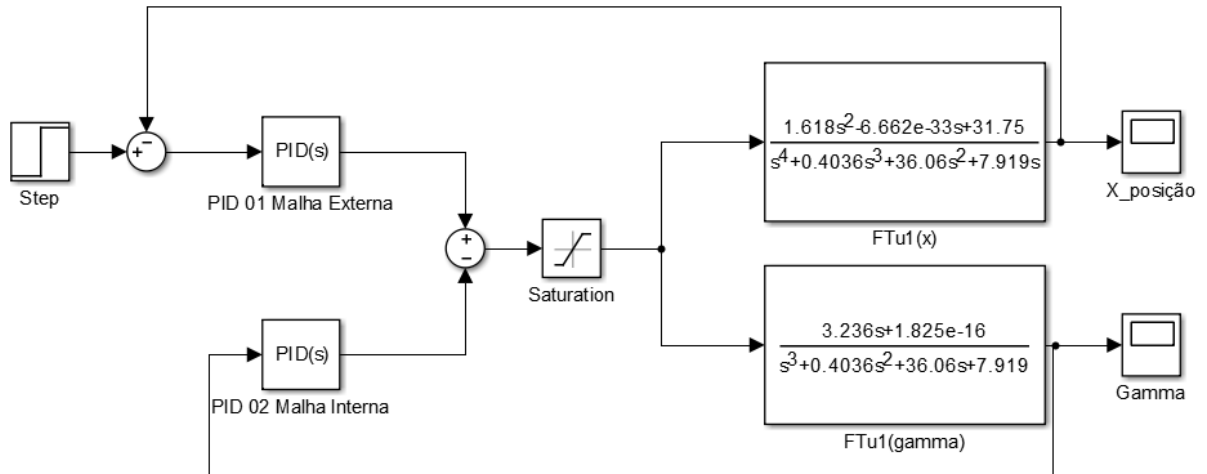 Step
PID(s)
PID 01 Malha Externa
PID(s)
PID 02 Malha Interna
Saturation
1.618s²-6.662e-33s+31.75
s⁴+0.4036s³+36.06s²+7.919s
FTu1(x)
X_posição
3.236s+1.825e-16
s³+0.4036s²+36.06s+7.919
FTu1(gamma)
Gamma